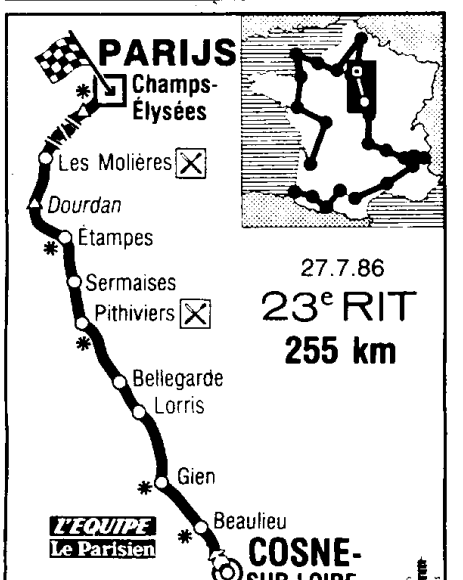 PARIJS
Champs-
Élysées
Les Molières
Dourdan
Étampes
Sermaises
Pithiviers
Bellegarde
Lorris
Gien
Beaulieu
COSNE-
SUR-LOIRE
27.7.86
23e RIT
255 km
L'EQUIPE
Le Parisien